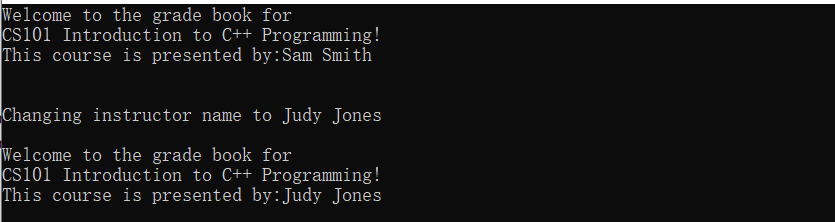 Welcome to the grade book for
CS101 Introduction to C++ Programming!
This course is presented by:Sam Smith
Changing instructor name to Judy Jones
Welcome to the grade book for
CS101 Introduction to C++ Programming!
This course is presented by:Judy Jones